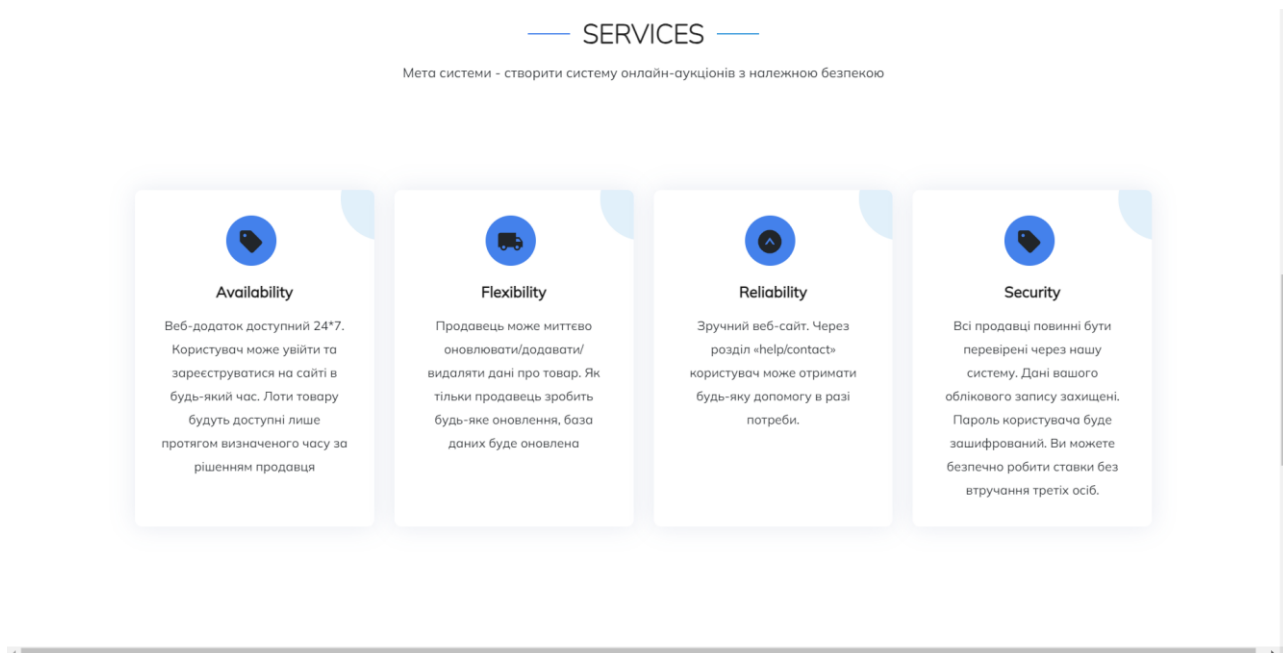 SERVICES
Мета системи - створити систему онлайн-аукціонів з належною безпекою
Availability
Веб-додаток доступний 24*7.
Користувач може увійти та
зареєструватися на сайті в
будь-який час. Лоти товару
будуть доступні лише
протягом визначеного часу за
рішенням продавця
Flexibility
Продавець може миттєво
оновлювати/додавати/
видаляти дані про товар. Як
тільки продавець зробить
будь-яке оновлення, база
даних буде оновлена
Reliability
Зручний веб-сайт. Через
розділ «help/contact»
користувач може отримати
будь-яку допомогу в разі
потреби.
Security
Всі продавці повинні бути
перевірені через нашу
систему. Дані вашого
облікового запису захищені.
Пароль користувача буде
зашифрований. Ви можете
безпечно робити ставки без
втручання третіх осіб.